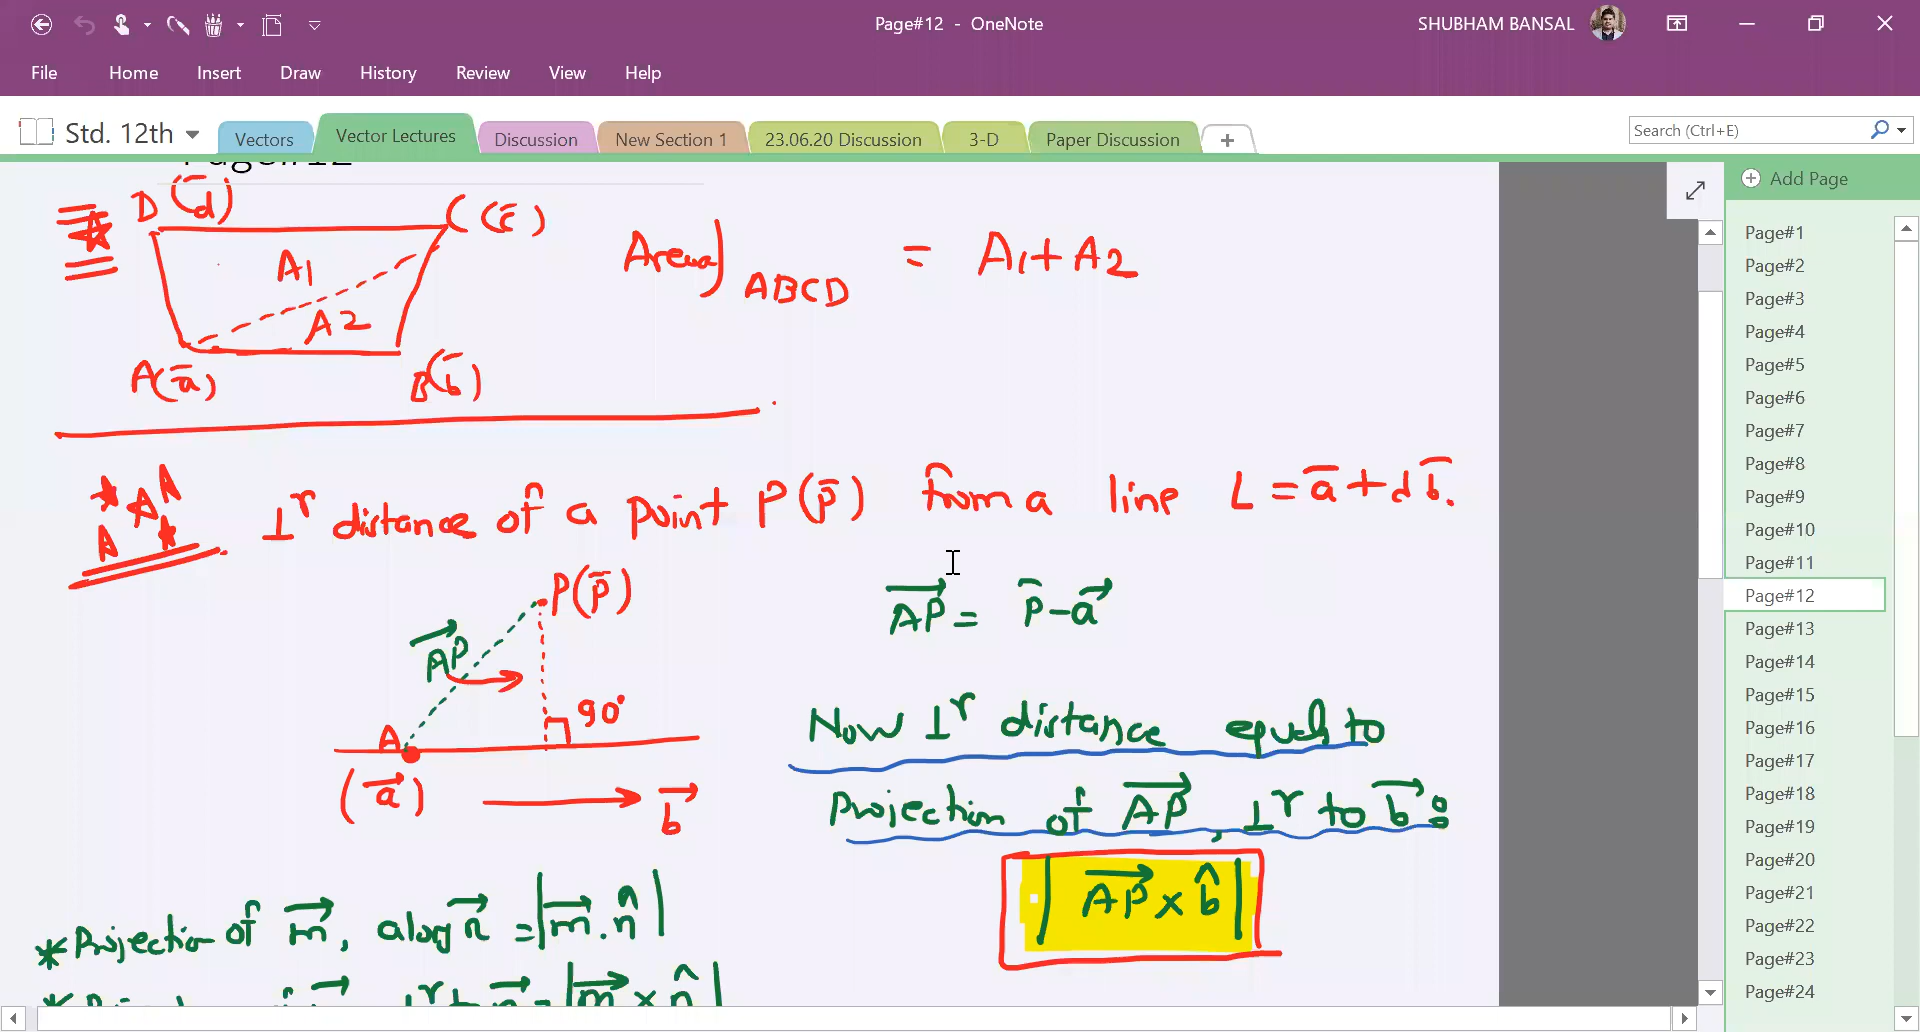 Page#12 - OneNote
SHUBHAM BANSAL
File Home Insert Draw History Review View Help
Std. 12th
Vectors
Vector Lectures
Discussion
New Section 1
23.06.20 Discussion
3-D
Paper Discussion
+
Search (Ctrl+E)
Page#12
Add Page
Page#1
Page#2
Page#3
Page#4
Page#5
Page#6
Page#7
Page#8
Page#9
Page#10
Page#11
Page#12
Page#13
Page#14
Page#15
Page#16
Page#17
Page#18
Page#19
Page#20
Page#21
Page#22
Page#23
Page#24
D (d̄)
C (c̄)
A1
A2
A(ā)
B(b̄)
Area) ABCD = A1 + A2
⊥r distance of a point P(p̄) from a line L = ā + λb̄.
P(p̄)
AP⃗
90°
A
(a⃗)
b⃗
AP⃗ = p̄ - a⃗
Now ⊥r distance equals to
Projection of AP⃗, ⊥r to b⃗ :
|AP⃗ × b̂|
* Projection of m⃗, along n⃗ = |m⃗ . n̂|
⊥r to n⃗ = |m⃗ × n̂|